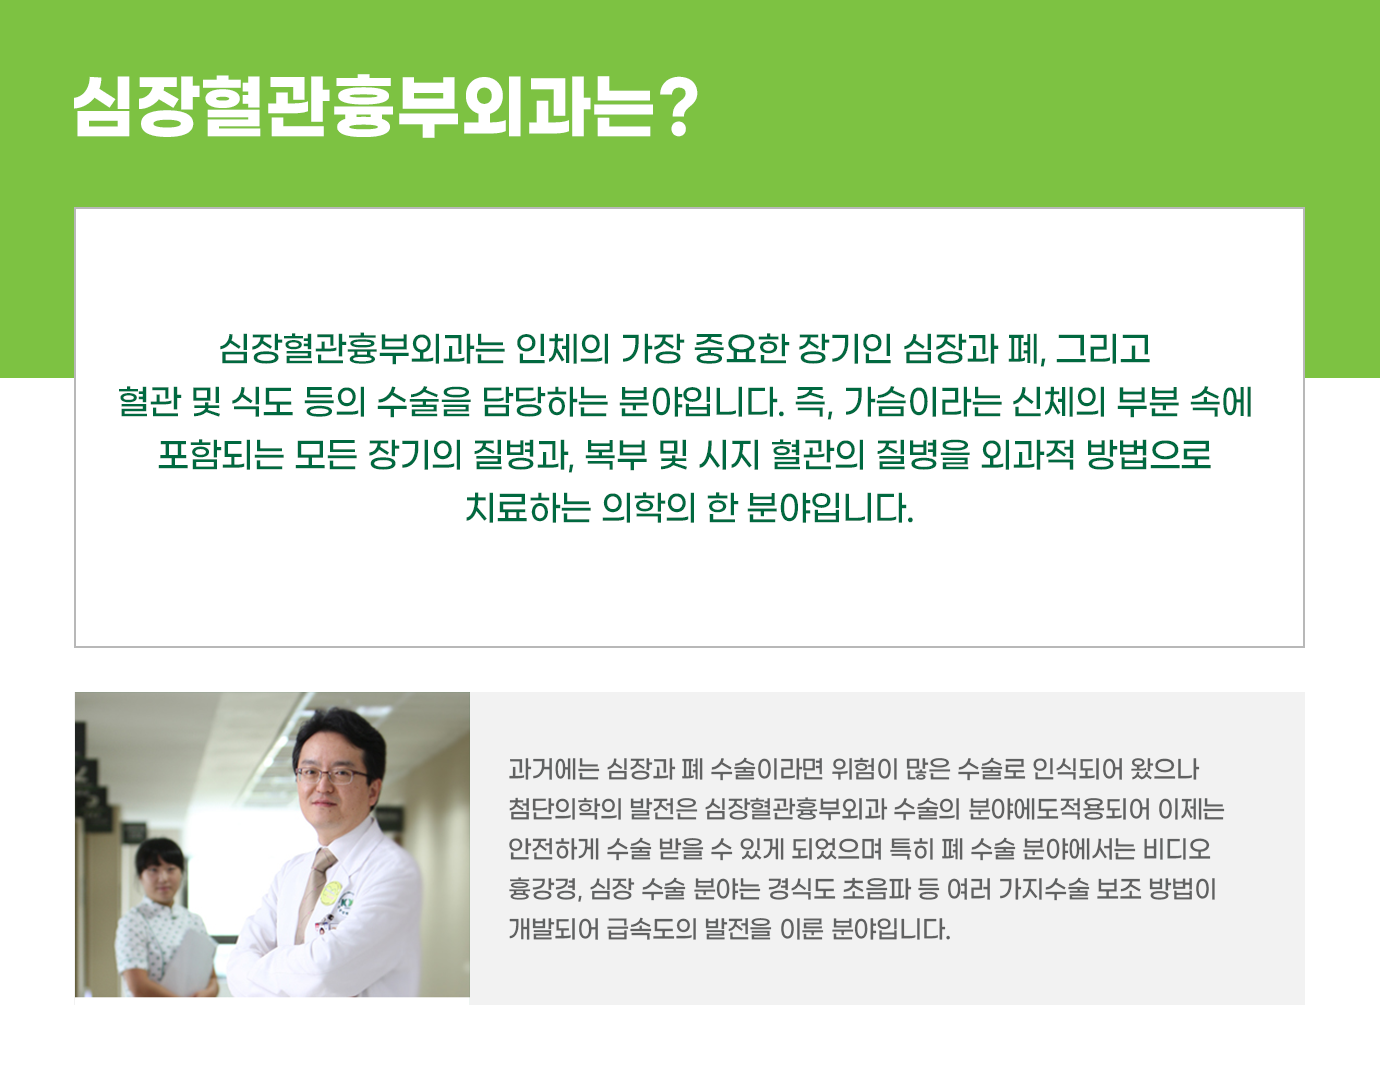 심장혈관흉부외과는?
심장혈관흉부외과는 인체의 가장 중요한 장기인 심장과 폐, 그리고
혈관 및 식도 등의 수술을 담당하는 분야입니다. 즉, 가슴이라는 신체의 부분 속에
포함되는 모든 장기의 질병과, 복부 및 시지 혈관의 질병을 외과적 방법으로
치료하는 의학의 한 분야입니다.
과거에는 심장과 폐 수술이라면 위험이 많은 수술로 인식되어 왔으나
첨단의학의 발전은 심장혈관흉부외과 수술의 분야에도적용되어 이제는
안전하게 수술 받을 수 있게 되었으며 특히 폐 수술 분야에서는 비디오
흉강경, 심장 수술 분야는 경식도 초음파 등 여러 가지수술 보조 방법이
개발되어 급속도의 발전을 이룬 분야입니다.